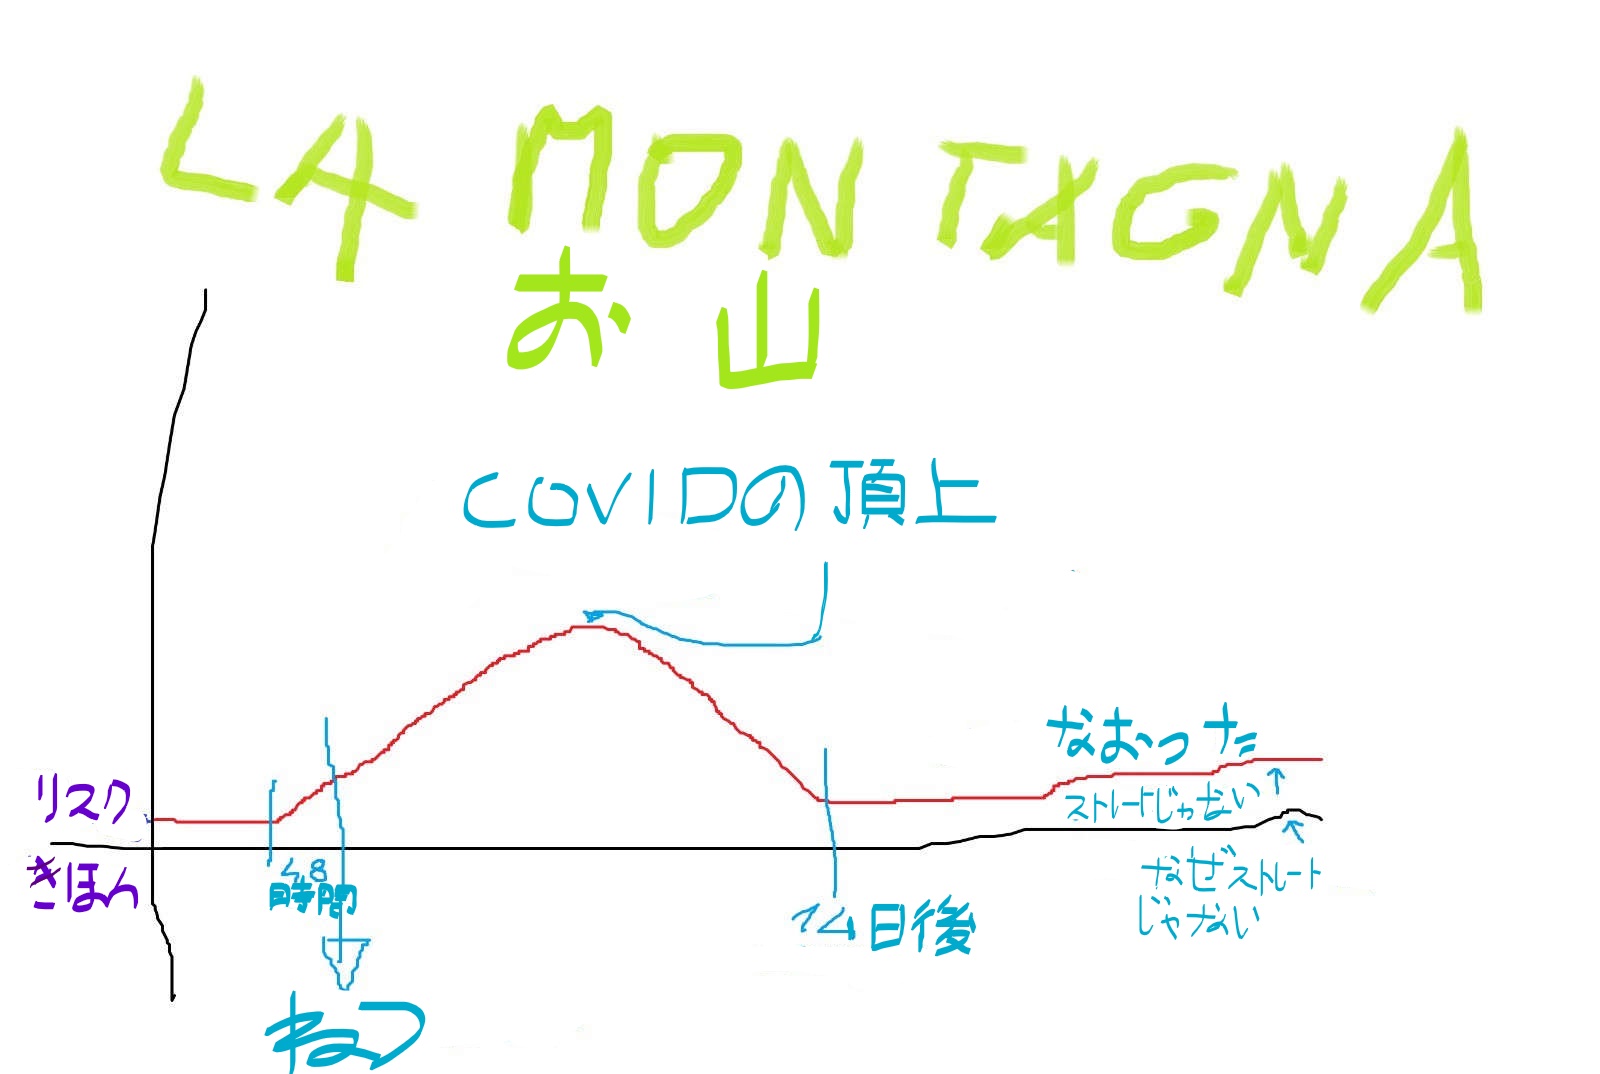 LA MONTAGNA
お山
COVIDの頂上
なおった
リスク
ストレートじゃない
きほん
48
時間
なぜストレート
じゃない
14日後
ねつ